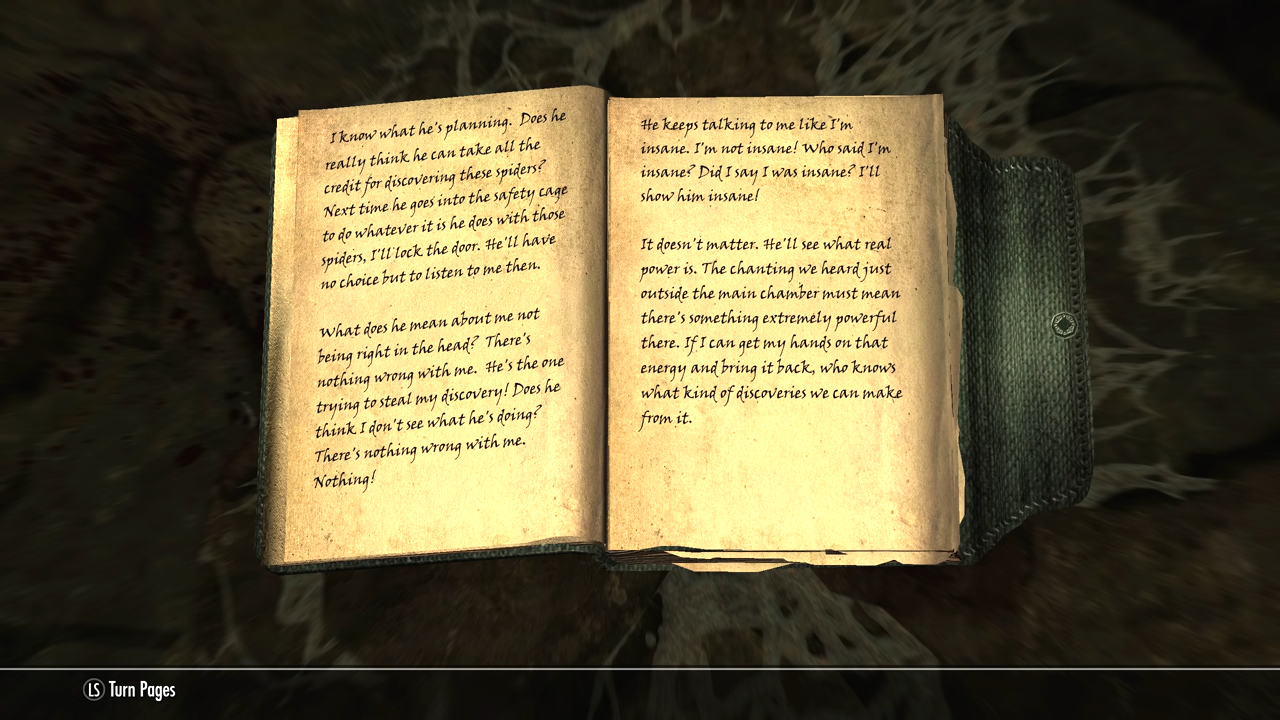 I know what he's planning. Does he
really think he can take all the
credit for discovering these spiders?
Next time he goes into the safety cage
to do whatever it is he does with those
spiders, I'll lock the door. He'll have
no choice but to listen to me then.
What does he mean about me not
being right in the head? There's
nothing wrong with me. He's the one
trying to steal my discovery! Does he
think I don't see what he's doing?
There's nothing wrong with me.
Nothing!
He keeps talking to me like I'm
insane. I'm not insane! Who said I'm
insane? Did I say I was insane? I'll
show him insane!
It doesn't matter. He'll see what real
power is. The chanting we heard just
outside the main chamber must mean
there's something extremely powerful
there. If I can get my hands on that
energy and bring it back, who knows
what kind of discoveries we can make
from it.
LS Turn Pages